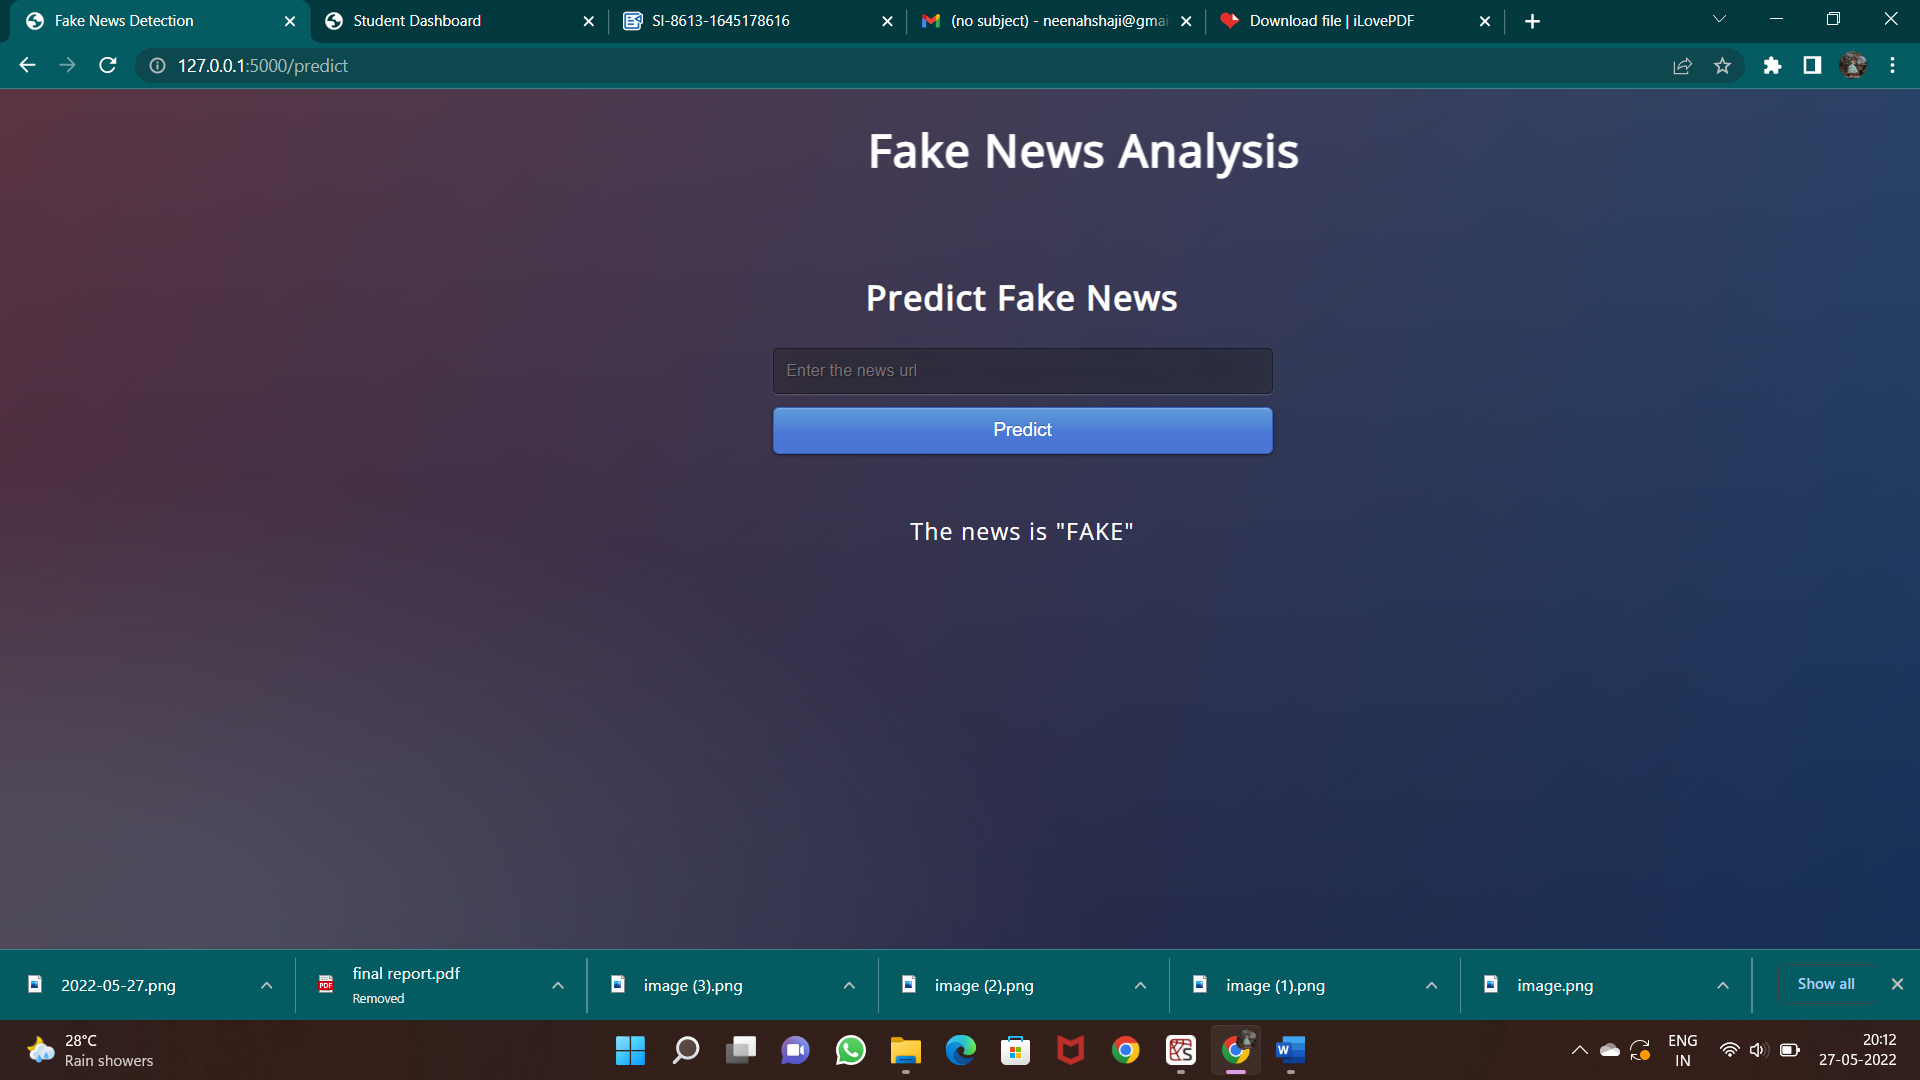 Fake News Detection
Student Dashboard
SI-8613-1645178616
(no subject) - neenahshaji@gmai
Download file | iLovePDF
127.0.0.1:5000/predict
Fake News Analysis
Predict Fake News
Enter the news url
Predict
The news is "FAKE"
2022-05-27.png
final report.pdf
Removed
image (3).png
image (2).png
image (1).png
image.png
Show all
28°C
Rain showers
ENG
IN
20:12
27-05-2022